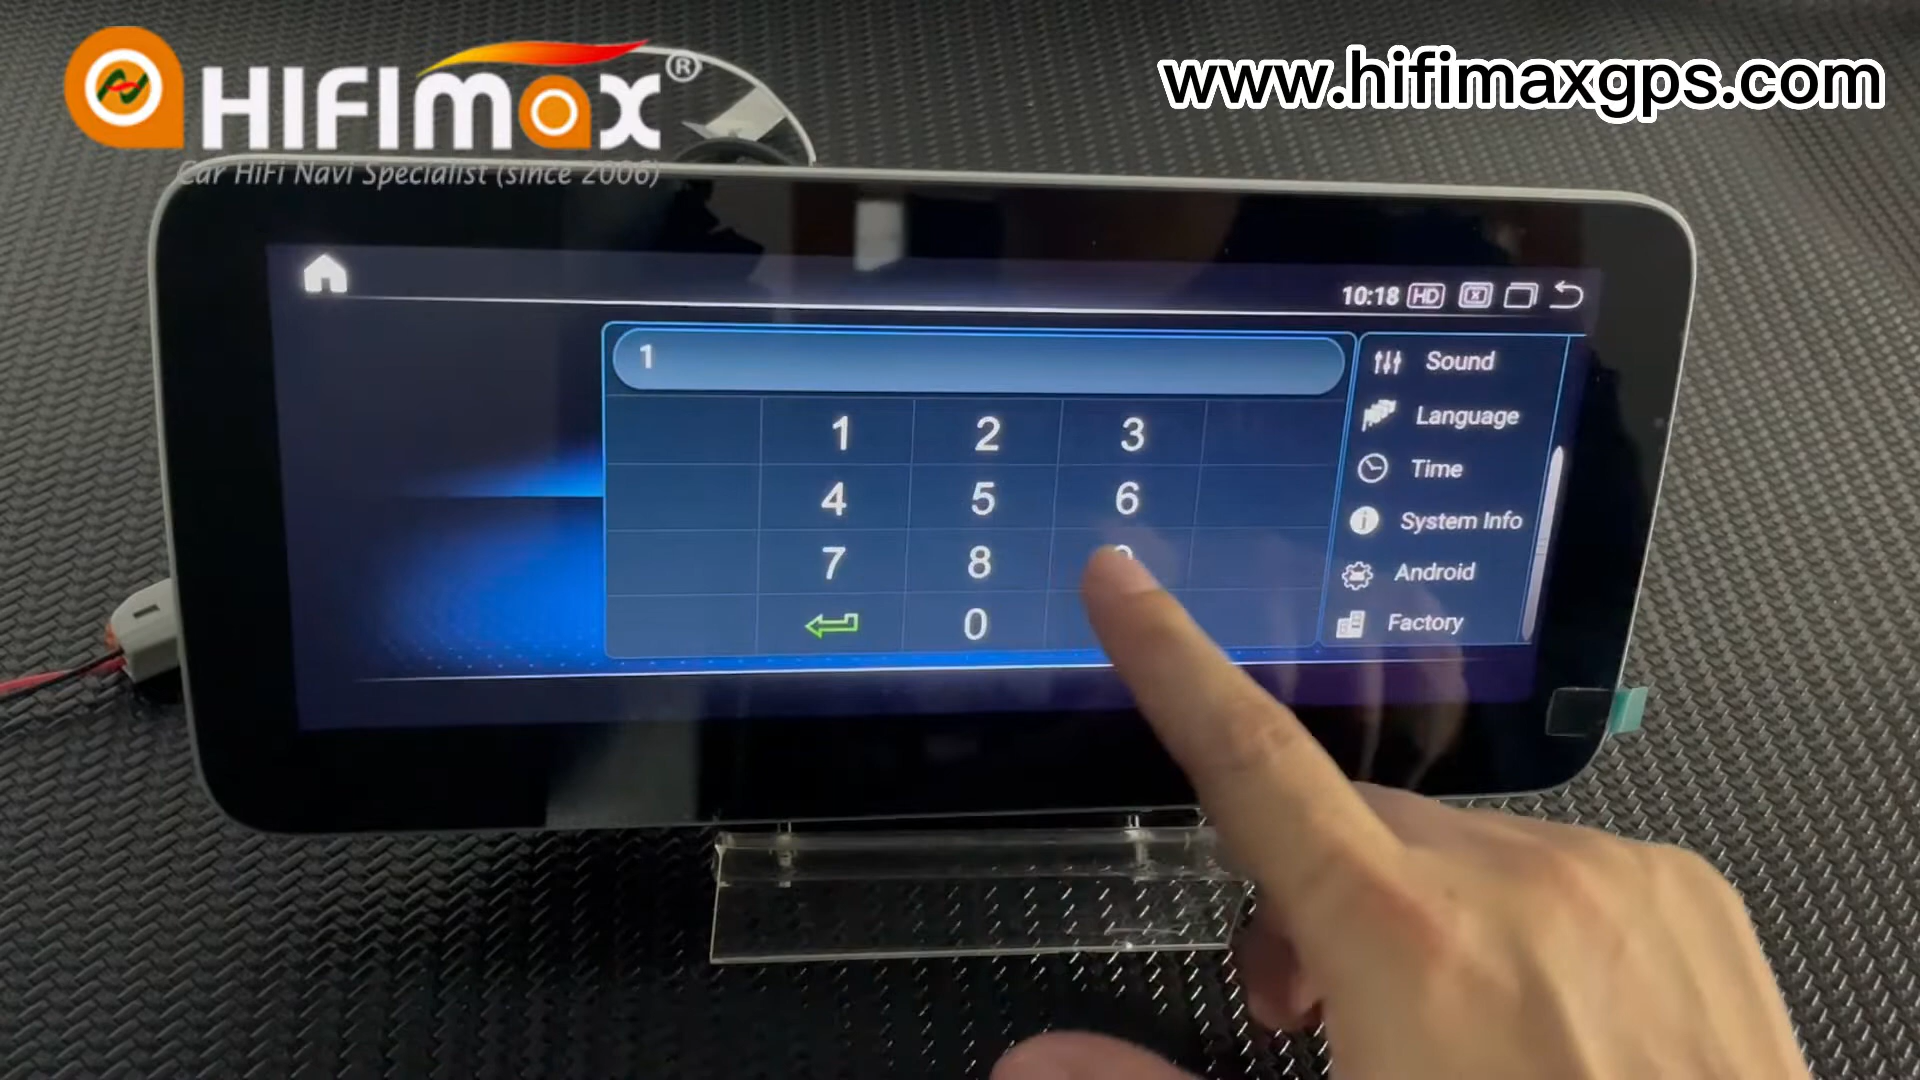 HIFIMAX®
www.hifimaxgps.com
Car HiFi Navi Specialist (since 2006)
10:18 HD
1
Sound
1 2 3
Language
Time
4 5 6
System Info
7 8 9
Android
0
Factory